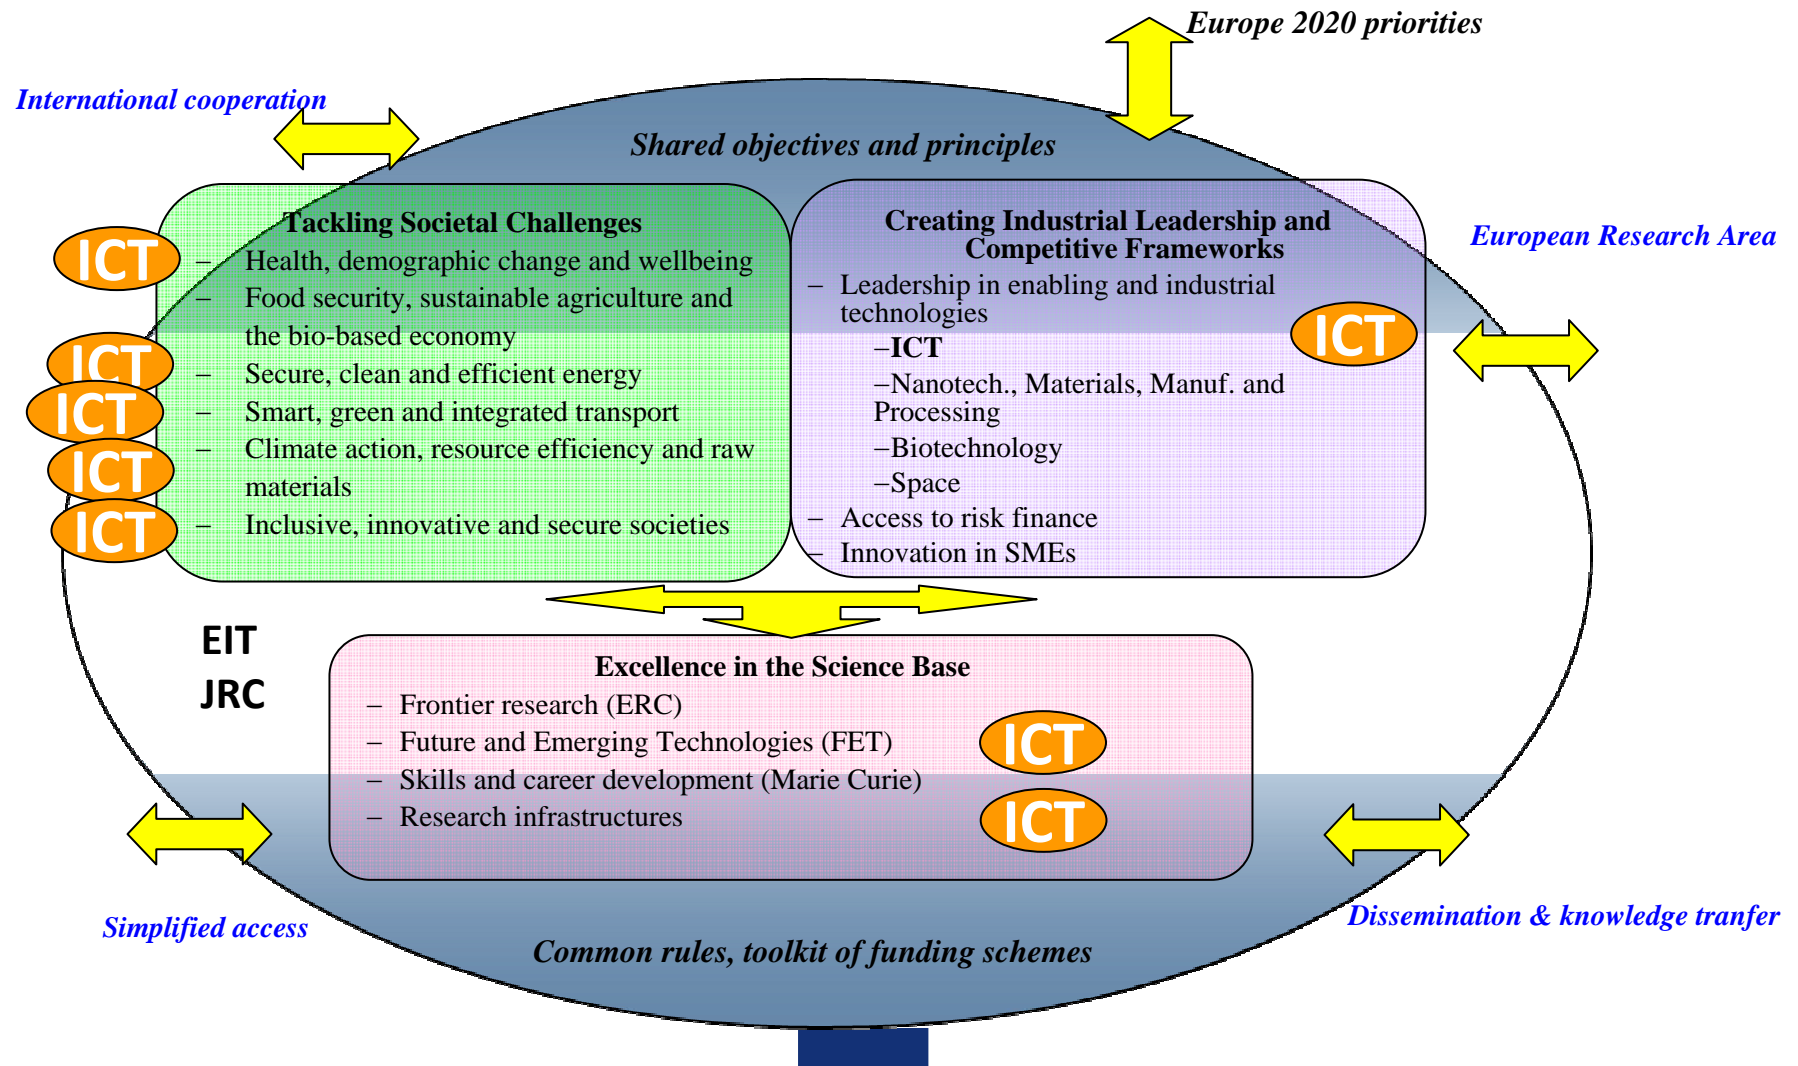 Europe 2020 priorities
International cooperation
Shared objectives and principles
European Research Area
Tackling Societal Challenges
ICT
– Health, demographic change and wellbeing
– Food security, sustainable agriculture and
the bio-based economy
ICT
– Secure, clean and efficient energy
ICT
– Smart, green and integrated transport
ICT
– Climate action, resource efficiency and raw
materials
ICT
– Inclusive, innovative and secure societies
Creating Industrial Leadership and
Competitive Frameworks
– Leadership in enabling and industrial
technologies
ICT
–ICT
–Nanotech., Materials, Manuf. and
Processing
–Biotechnology
–Space
– Access to risk finance
– Innovation in SMEs
EIT
JRC
Excellence in the Science Base
– Frontier research (ERC)
– Future and Emerging Technologies (FET)
ICT
– Skills and career development (Marie Curie)
– Research infrastructures
ICT
Simplified access
Dissemination & knowledge tranfer
Common rules, toolkit of funding schemes